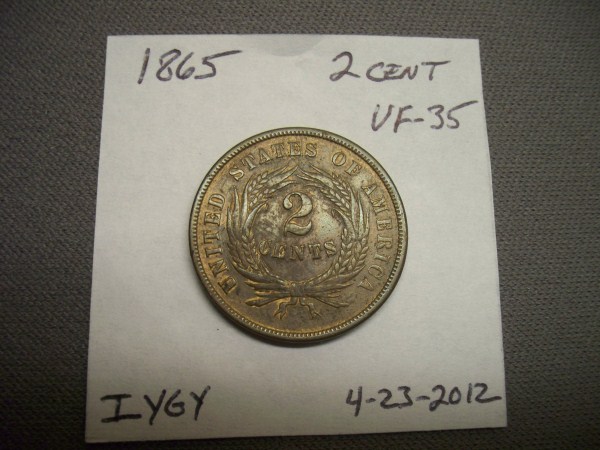 1865 2 CENT
VF-35
UNITED STATES OF AMERICA
2
CENTS
IYGY 4-23-2012